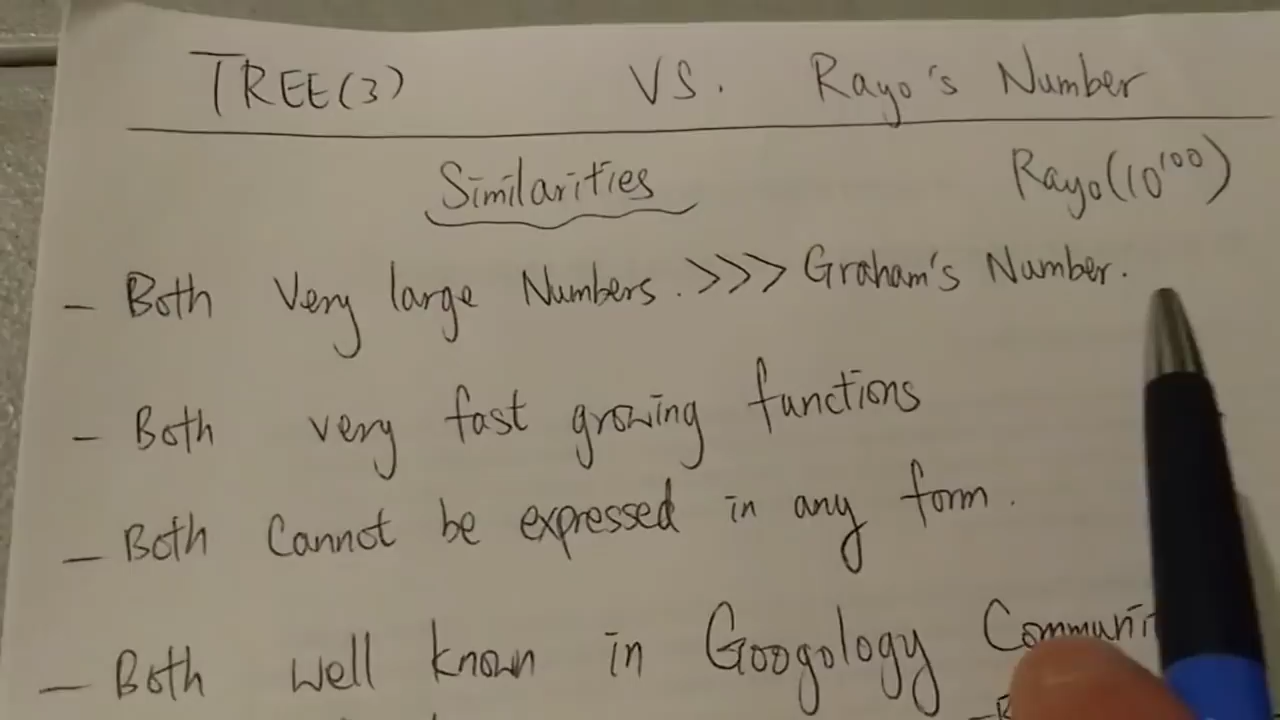 TREE(3) VS. Rayo's Number
Similarities
Rayo(10^100)
- Both Very large Numbers. >>> Graham's Number.
- Both very fast growing functions
- Both Cannot be expressed in any form.
- Both well known in Googology